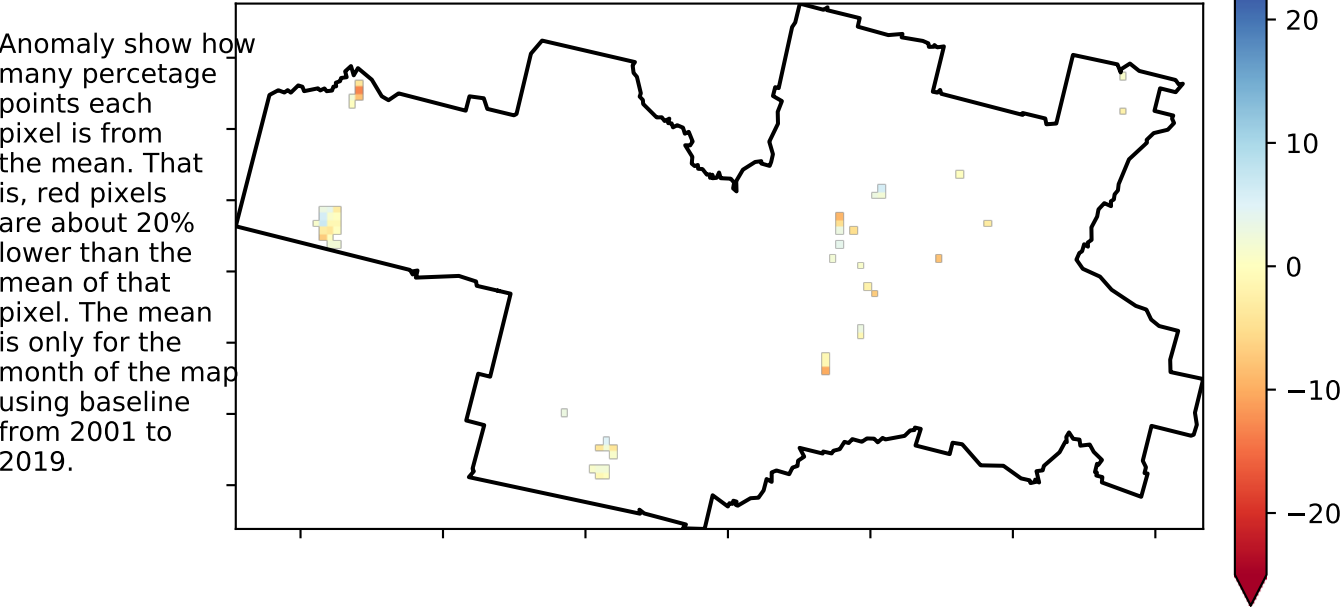 Anomaly show how
many percetage
points each
pixel is from
the mean. That
is, red pixels
are about 20%
lower than the
mean of that
pixel. The mean
is only for the
month of the map
using baseline
from 2001 to
2019.
20
10
0
−10
−20